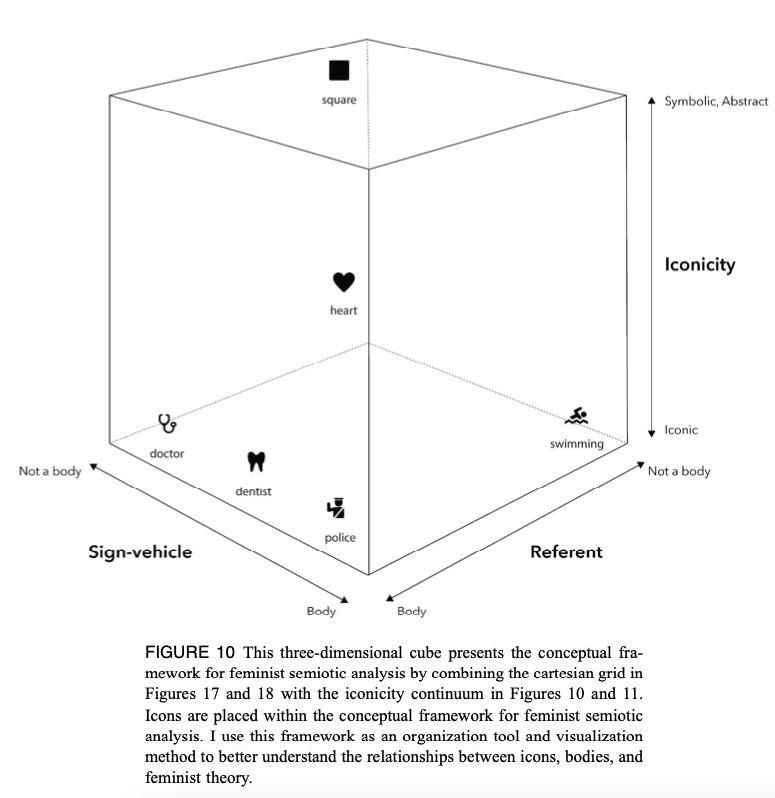 square
Symbolic, Abstract
Iconicity
heart
Iconic
doctor
swimming
Not a body
Not a body
dentist
police
Sign-vehicle
Referent
Body
Body
FIGURE 10 This three-dimensional cube presents the conceptual fra-
mework for feminist semiotic analysis by combining the cartesian grid in
Figures 17 and 18 with the iconicity continuum in Figures 10 and 11.
Icons are placed within the conceptual framework for feminist semiotic
analysis. I use this framework as an organization tool and visualization
method to better understand the relationships between icons, bodies, and
feminist theory.